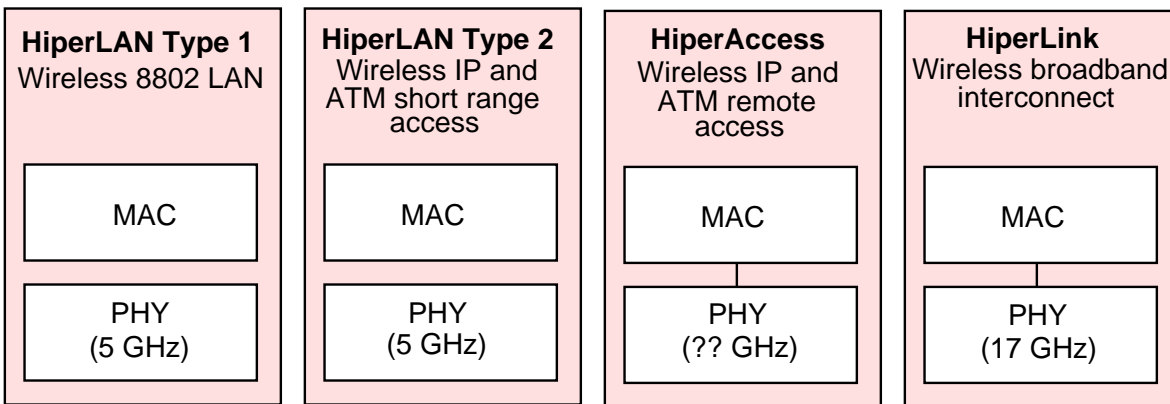 HiperLAN Type 1
Wireless 8802 LAN
MAC
PHY
(5 GHz)
HiperLAN Type 2
Wireless IP and
ATM short range
access
MAC
PHY
(5 GHz)
HiperAccess
Wireless IP and
ATM remote
access
MAC
PHY
(?? GHz)
HiperLink
Wireless broadband
interconnect
MAC
PHY
(17 GHz)